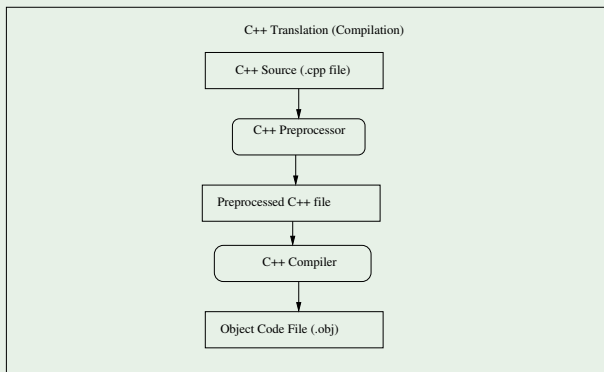 C++ Translation (Compilation)
C++ Source (.cpp file)
C++ Preprocessor
Preprocessed C++ file
C++ Compiler
Object Code File (.obj)